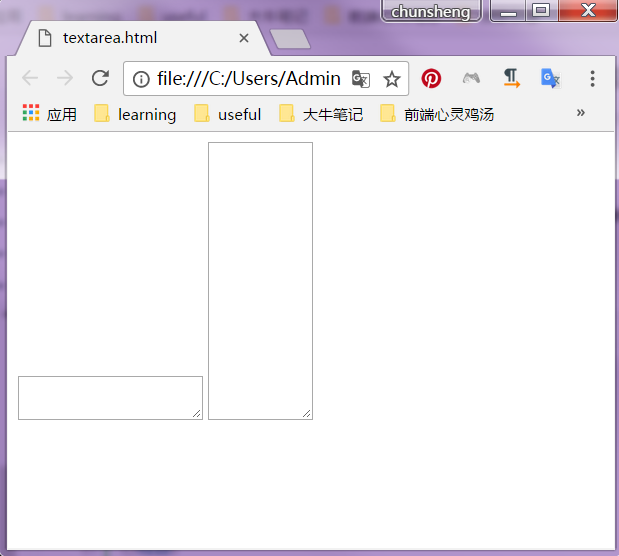 chunsheng
textarea.html
file:///C:/Users/Admin
应用 learning useful 大牛笔记 前端心灵鸡汤 »